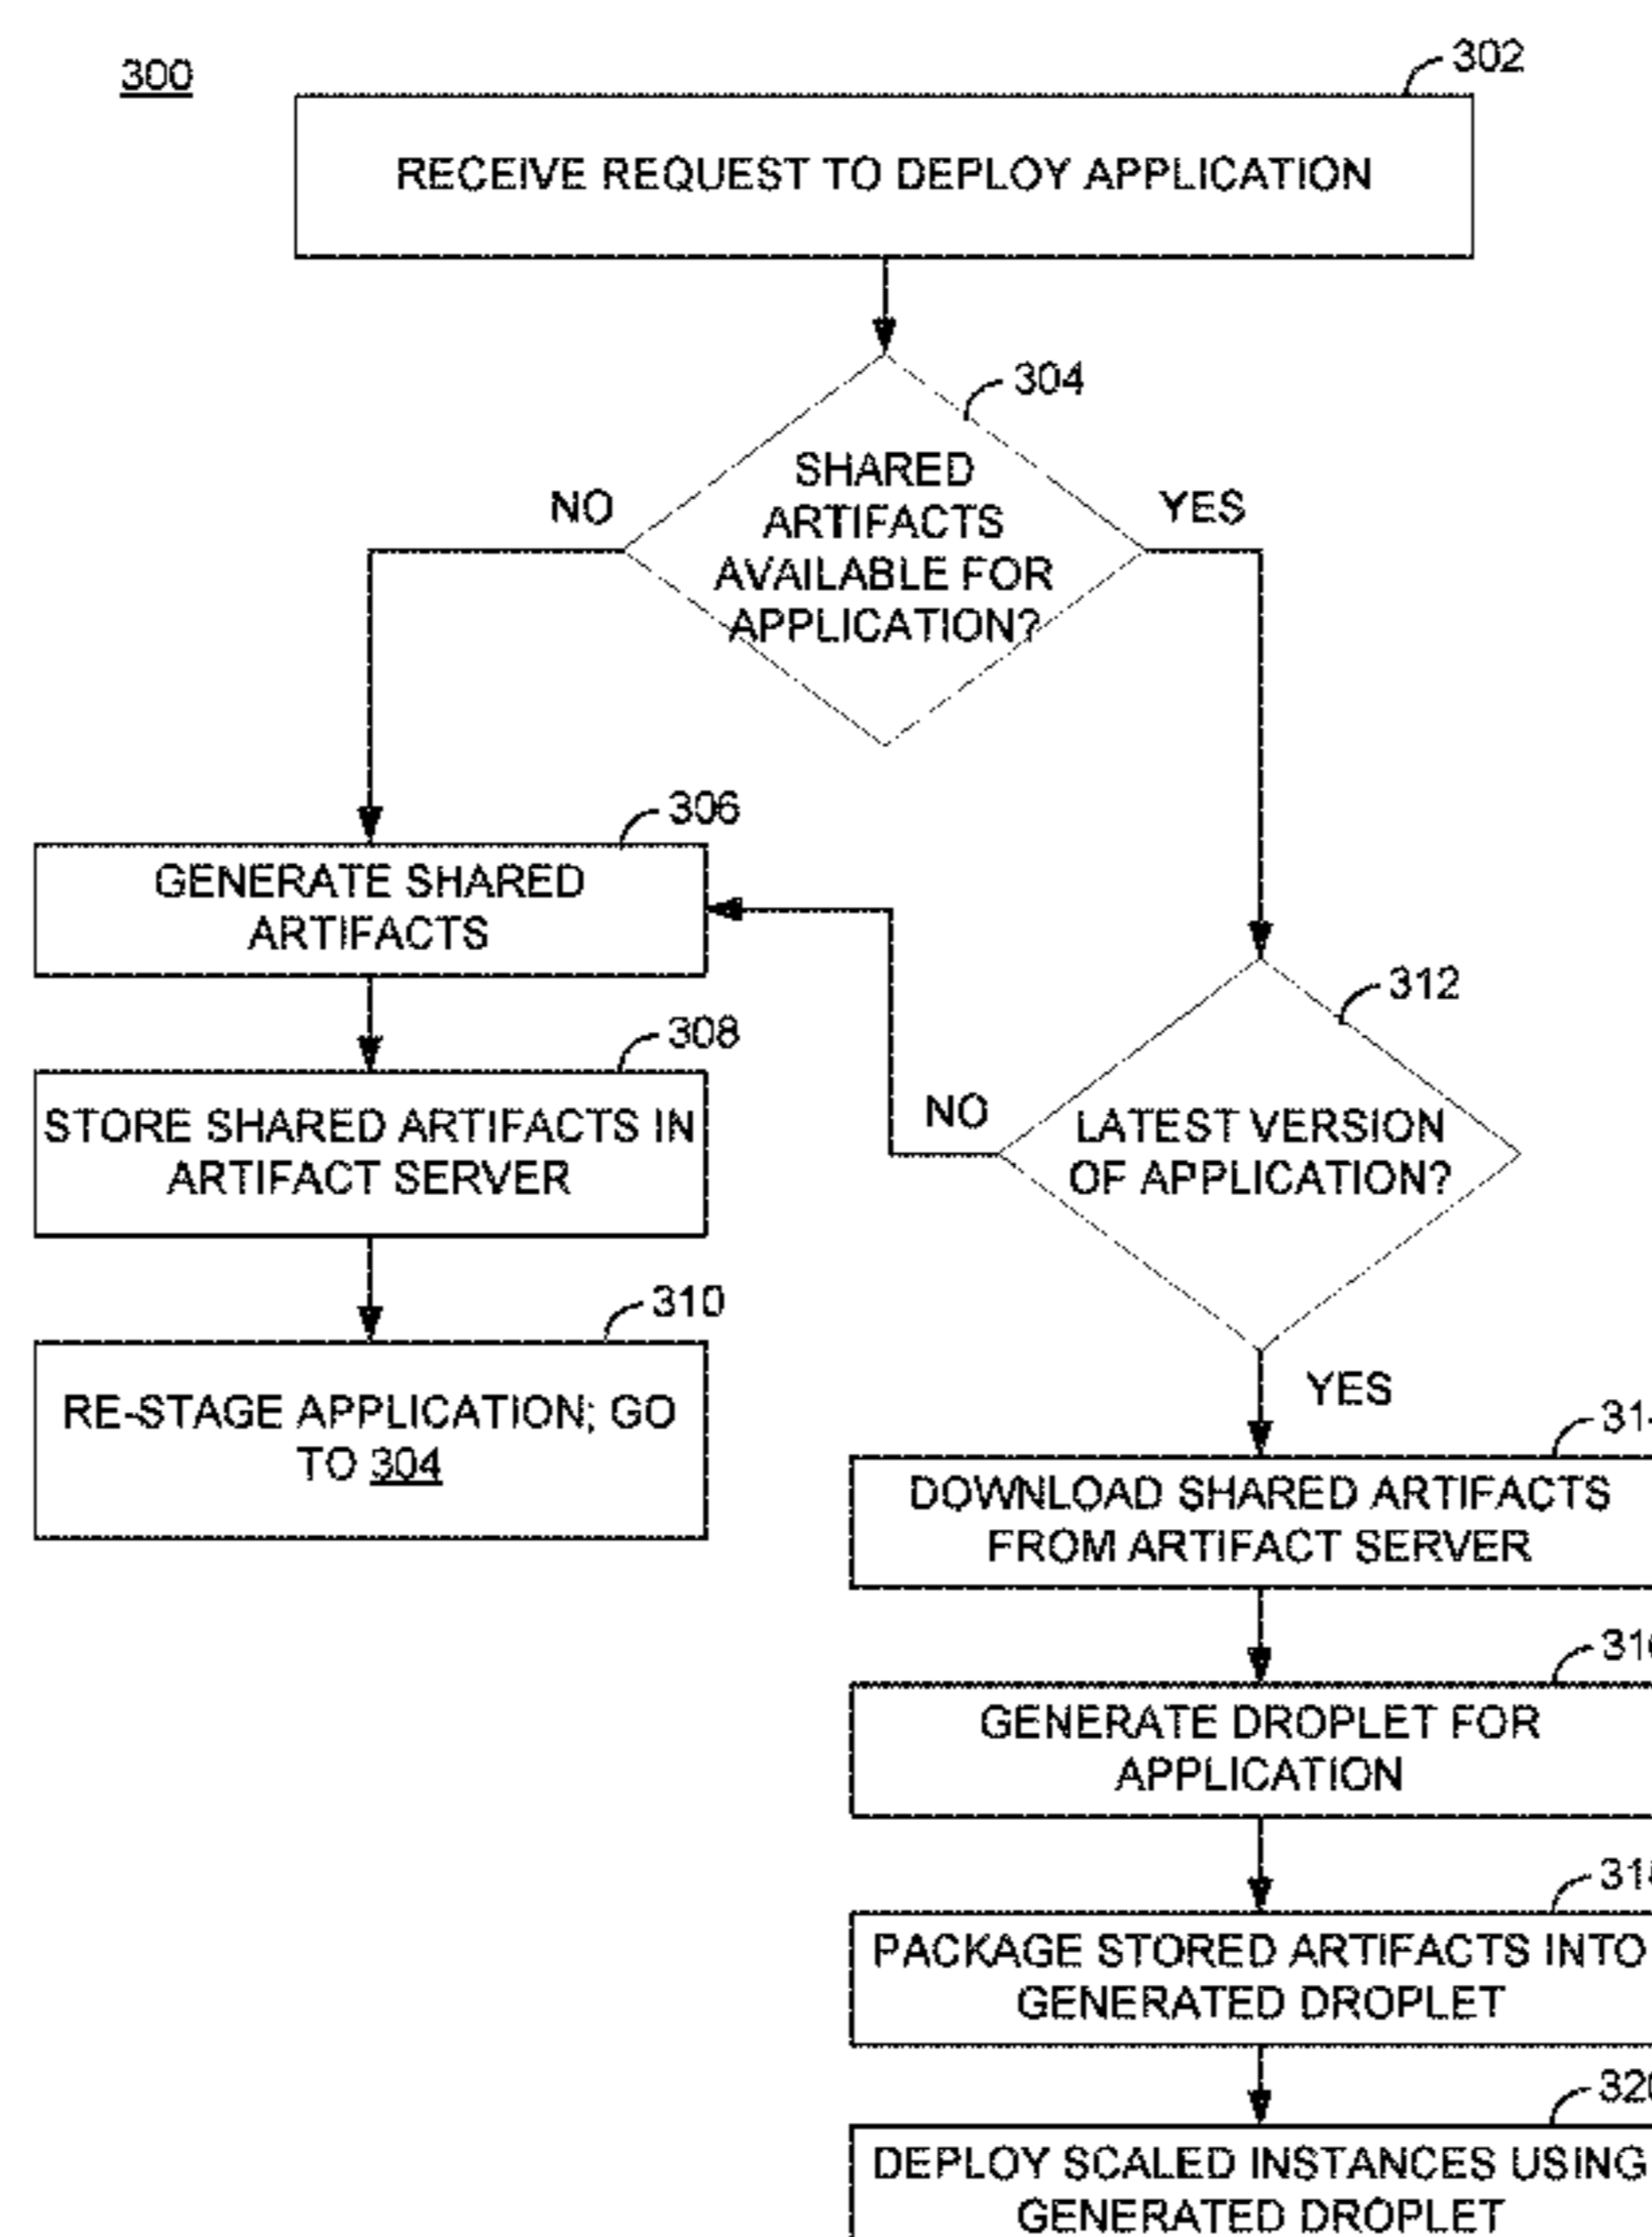 300
302
RECEIVE REQUEST TO DEPLOY APPLICATION
304
SHARED
ARTIFACTS
AVAILABLE FOR
APPLICATION?
NO
YES
306
GENERATE SHARED
ARTIFACTS
308
STORE SHARED ARTIFACTS IN
ARTIFACT SERVER
310
RE-STAGE APPLICATION; GO
TO 304
312
LATEST VERSION
OF APPLICATION?
NO
YES
DOWNLOAD SHARED ARTIFACTS
FROM ARTIFACT SERVER
GENERATE DROPLET FOR
APPLICATION
PACKAGE STORED ARTIFACTS INTO
GENERATED DROPLET
DEPLOY SCALED INSTANCES USING
GENERATED DROPLET